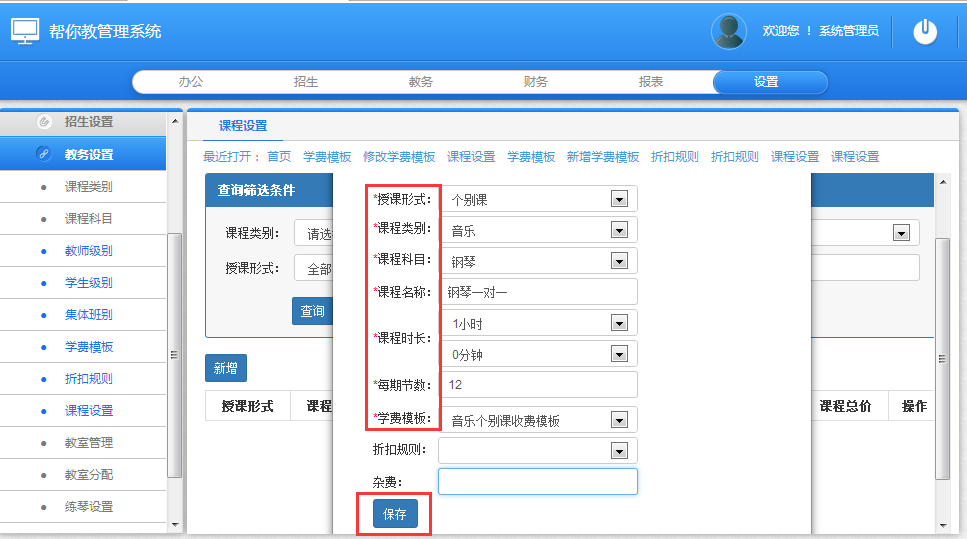 帮你教管理系统
欢迎您 ！ 系统管理员
办公 招生 教务 财务 报表 设置
招生设置
教务设置
课程类别
课程科目
教师级别
学生级别
集体班别
学费模板
折扣规则
课程设置
教室管理
教室分配
练琴设置
课程设置
最近打开： 首页 学费模板 修改学费模板 课程设置 学费模板 新增学费模板 折扣规则 折扣规则 课程设置 课程设置
查询筛选条件
课程类别： 请选
授课形式： 全部
查询
新增
授课形式 课程 课程总价 操作
*授课形式： 个别课
*课程类别： 音乐
*课程科目： 钢琴
*课程名称： 钢琴一对一
*课程时长： 1小时
0分钟
*每期节数： 12
*学费模板： 音乐个别课收费模板
折扣规则：
杂费：
保存